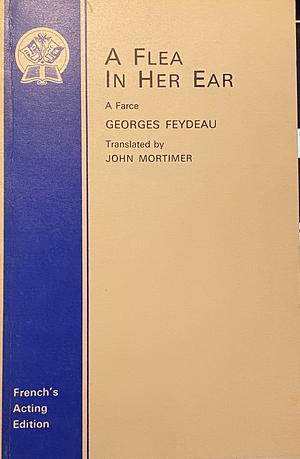 A FLEA
IN HER EAR
A Farce
GEORGES FEYDEAU
Translated by
JOHN MORTIMER
French's
Acting
Edition